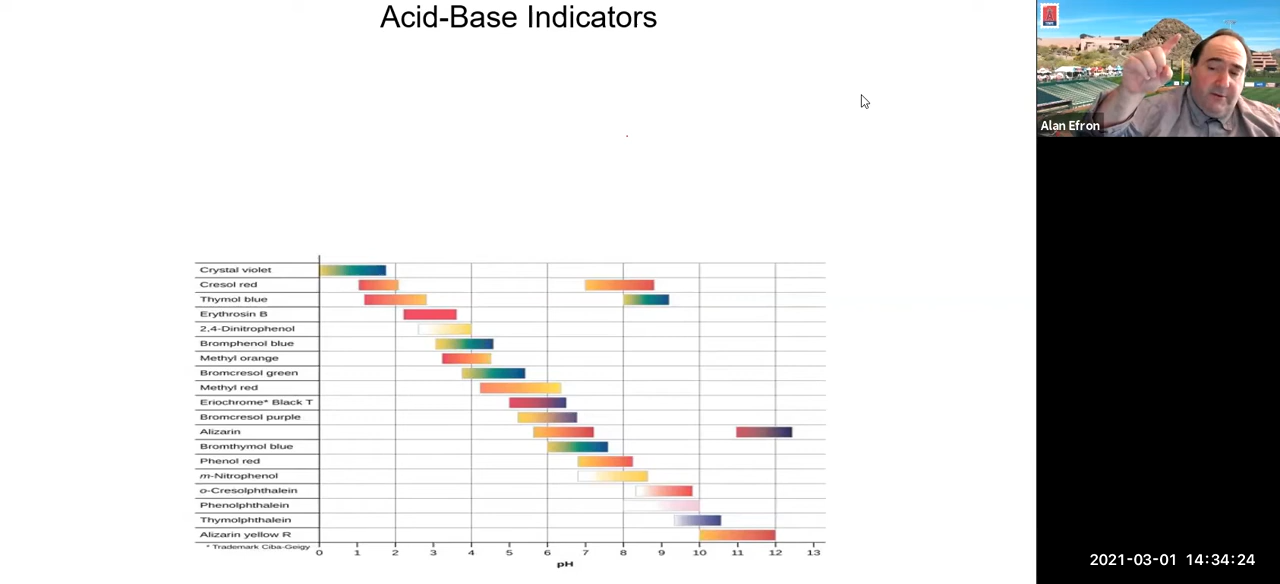 Acid-Base Indicators
Alan Efron
Crystal violet
Cresol red
Thymol blue
Erythrosin B
2,4-Dinitrophenol
Bromphenol blue
Methyl orange
Bromcresol green
Methyl red
Eriochrome* Black T
Bromcresol purple
Alizarin
Bromthymol blue
Phenol red
m-Nitrophenol
o-Cresolphthalein
Phenolphthalein
Thymolphthalein
Alizarin yellow R
* Trademark Ciba-Geigy
0 1 2 3 4 5 6 7 8 9 10 11 12 13
pH
2021-03-01 14:34:24